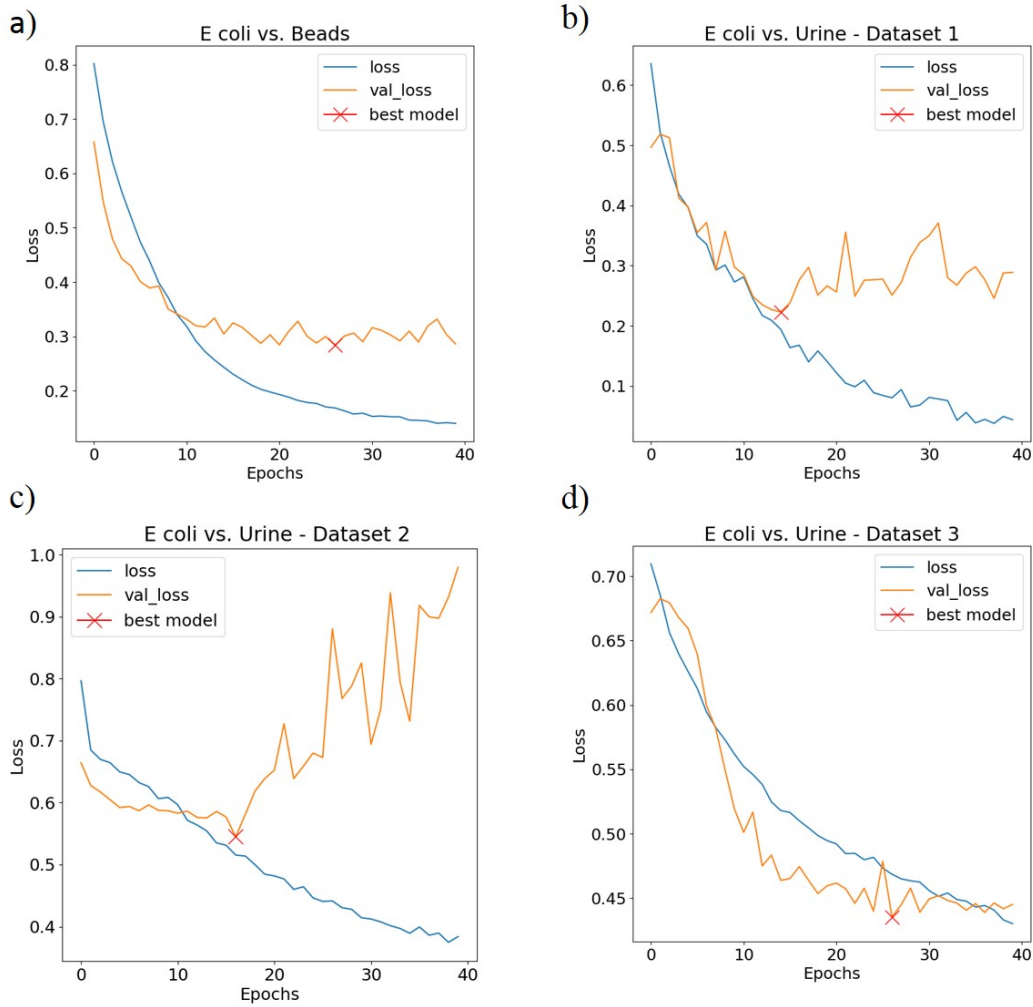 a)
E coli vs. Beads
loss
val_loss
best model
0.8
0.7
0.6
0.5
0.4
0.3
0.2
Loss
0
10
20
30
40
Epochs
b)
E coli vs. Urine - Dataset 1
loss
val_loss
best model
0.6
0.5
0.4
0.3
0.2
0.1
Loss
0
10
20
30
40
Epochs
c)
E coli vs. Urine - Dataset 2
loss
val_loss
best model
1.0
0.9
0.8
0.7
0.6
0.5
0.4
Loss
0
10
20
30
40
Epochs
d)
E coli vs. Urine - Dataset 3
loss
val_loss
best model
0.70
0.65
0.60
0.55
0.50
0.45
Loss
0
10
20
30
40
Epochs